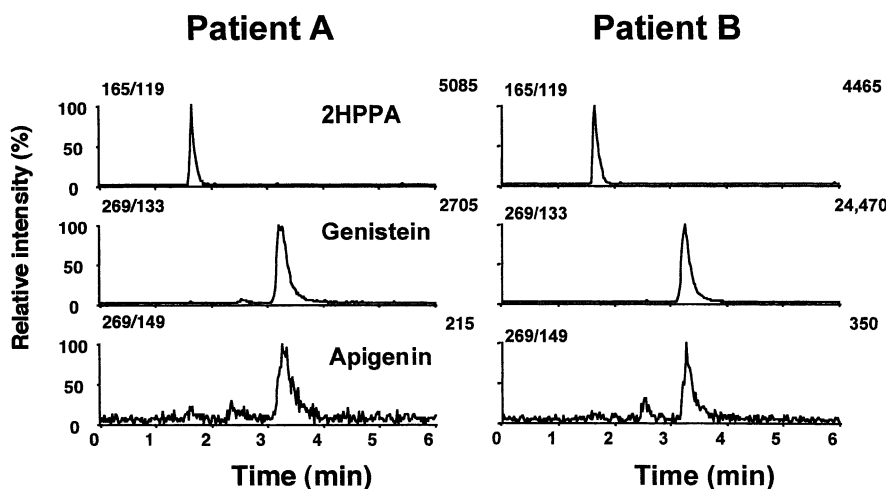 Patient A
Patient B
165/119
5085
2HPPA
165/119
4465
100
50
0
269/133
2705
Genistein
269/133
24,470
100
50
0
269/149
215
Apigenin
269/149
350
100
50
0
Relative intensity (%)
0 1 2 3 4 5 6
0 1 2 3 4 5 6
Time (min)
Time (min)